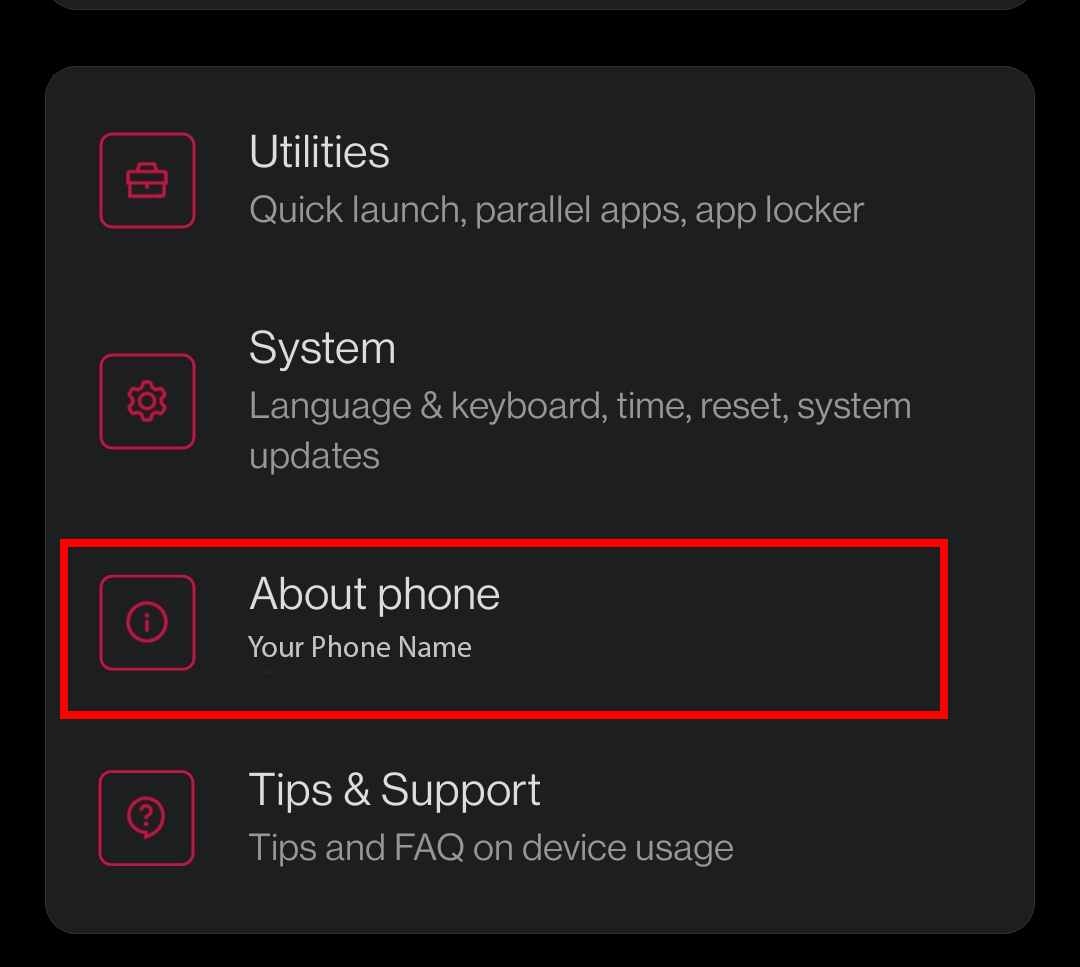 Utilities
Quick launch, parallel apps, app locker
System
Language & keyboard, time, reset, system
updates
About phone
Your Phone Name
Tips & Support
Tips and FAQ on device usage